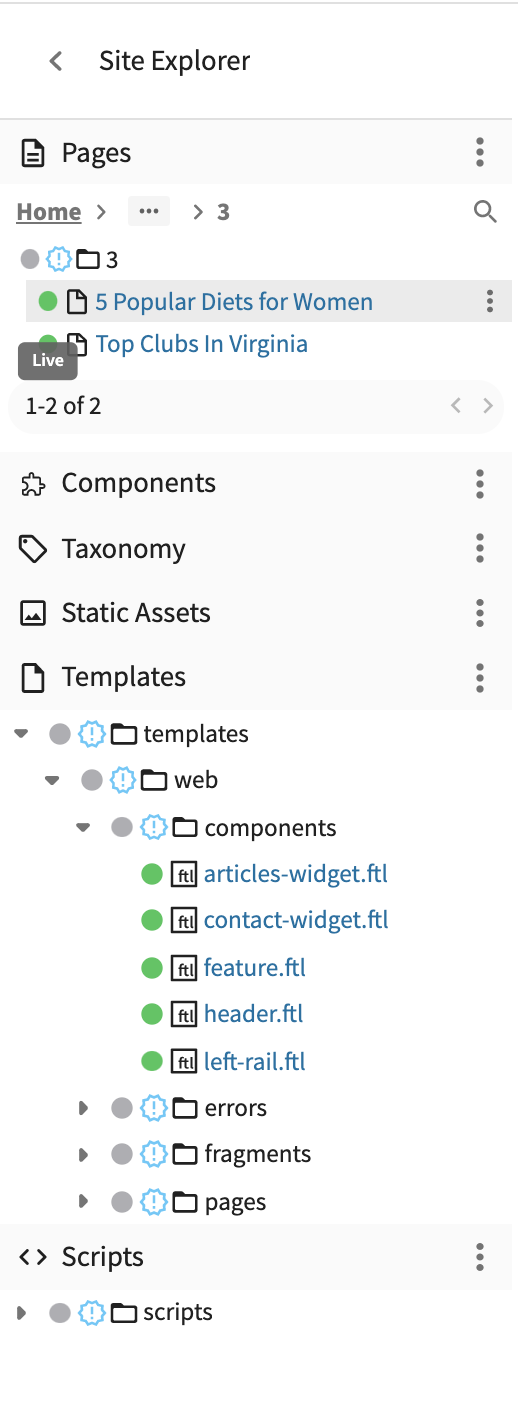 Site Explorer
Pages
Home > ... > 3
3
5 Popular Diets for Women
Top Clubs In Virginia
Live
1-2 of 2
Components
Taxonomy
Static Assets
Templates
templates
web
components
ftl articles-widget.ftl
ftl contact-widget.ftl
ftl feature.ftl
ftl header.ftl
ftl left-rail.ftl
errors
fragments
pages
Scripts
scripts